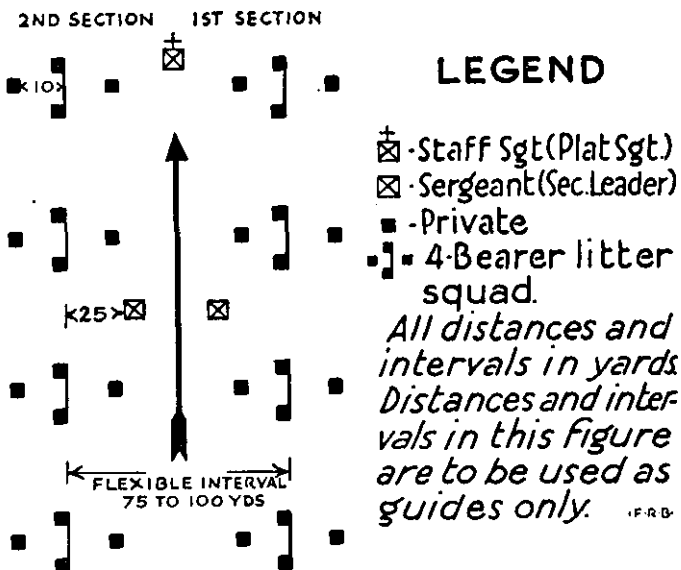 2ND SECTION 1ST SECTION
<10>
<25>
FLEXIBLE INTERVAL
75 TO 100 YDS
LEGEND
-Staff Sgt(Plat Sgt.)
-Sergeant(Sec.Leader)
-Private
4-Bearer litter
squad.
All distances and
intervals in yards
Distances and inter-
vals in this figure
are to be used as
guides only.
F.R.B.